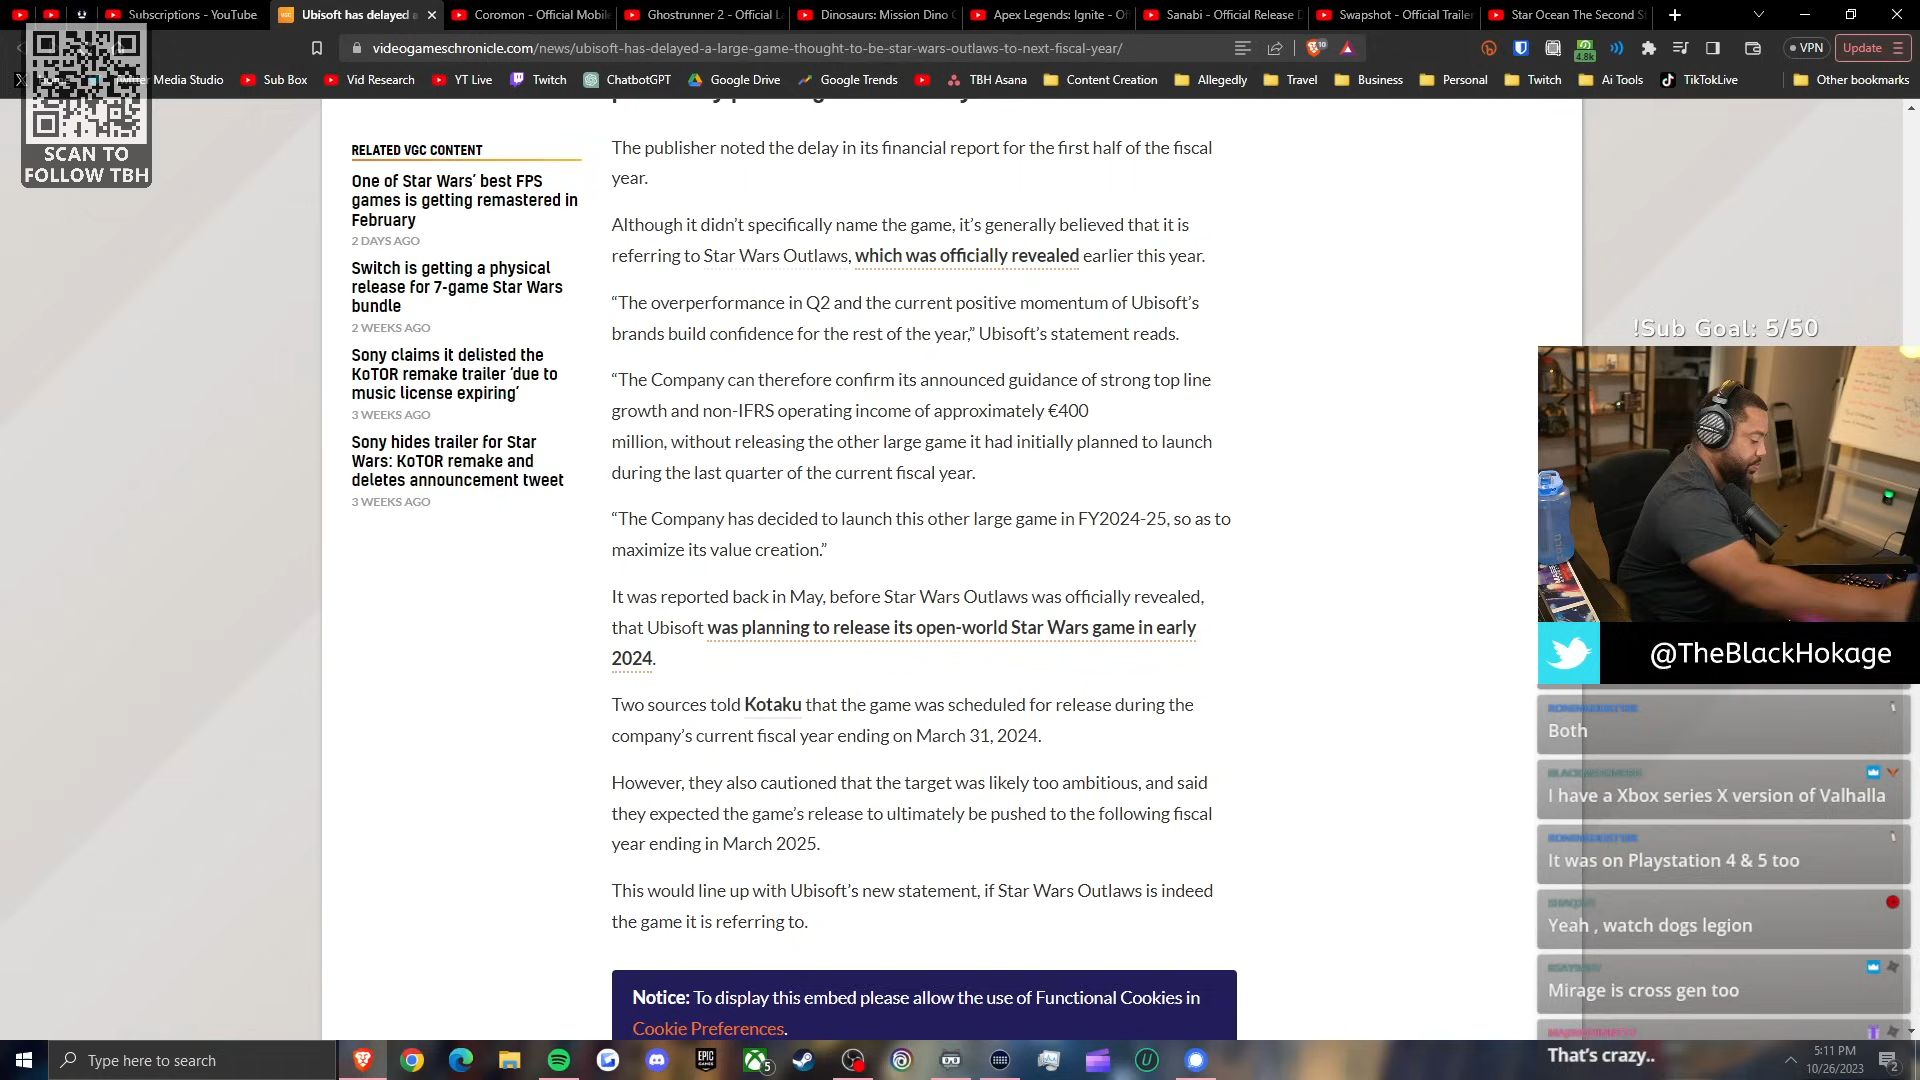 Subscriptions - YouTube
Ubisoft has delayed a
Coromon - Official Mobile
Ghostrunner 2 - Official L
Dinosaurs: Mission Dino C
Apex Legends: Ignite - Of
Sanabi - Official Release D
Swapshot - Official Trailer
Star Ocean The Second St
videogameschronicle.com/news/ubisoft-has-delayed-a-large-game-thought-to-be-star-wars-outlaws-to-next-fiscal-year/
10
4.8k
VPN
Update
Media Studio
Sub Box
Vid Research
YT Live
Twitch
ChatbotGPT
Google Drive
Google Trends
TBH Asana
Content Creation
Allegedly
Travel
Business
Personal
Twitch
Ai Tools
TikTokLive
Other bookmarks
SCAN TO
FOLLOW TBH
RELATED VGC CONTENT
One of Star Wars’ best FPS
games is getting remastered in
February
2 DAYS AGO
Switch is getting a physical
release for 7-game Star Wars
bundle
2 WEEKS AGO
Sony claims it delisted the
KoTOR remake trailer ‘due to
music license expiring’
3 WEEKS AGO
Sony hides trailer for Star
Wars: KoTOR remake and
deletes announcement tweet
3 WEEKS AGO
The publisher noted the delay in its financial report for the first half of the fiscal
year.
Although it didn’t specifically name the game, it’s generally believed that it is
referring to Star Wars Outlaws, which was officially revealed earlier this year.
“The overperformance in Q2 and the current positive momentum of Ubisoft’s
brands build confidence for the rest of the year,” Ubisoft’s statement reads.
“The Company can therefore confirm its announced guidance of strong top line
growth and non-IFRS operating income of approximately €400
million, without releasing the other large game it had initially planned to launch
during the last quarter of the current fiscal year.
“The Company has decided to launch this other large game in FY2024-25, so as to
maximize its value creation.”
It was reported back in May, before Star Wars Outlaws was officially revealed,
that Ubisoft was planning to release its open-world Star Wars game in early
2024.
Two sources told Kotaku that the game was scheduled for release during the
company’s current fiscal year ending on March 31, 2024.
However, they also cautioned that the target was likely too ambitious, and said
they expected the game’s release to ultimately be pushed to the following fiscal
year ending in March 2025.
This would line up with Ubisoft’s new statement, if Star Wars Outlaws is indeed
the game it is referring to.
Notice: To display this embed please allow the use of Functional Cookies in
Cookie Preferences.
!Sub Goal: 5/50
@TheBlackHokage
Both
I have a Xbox series X version of Valhalla
It was on Playstation 4 & 5 too
Yeah , watch dogs legion
Mirage is cross gen too
That’s crazy..
Type here to search
EPIC
GAMES
5
5:11 PM
10/26/2023
2